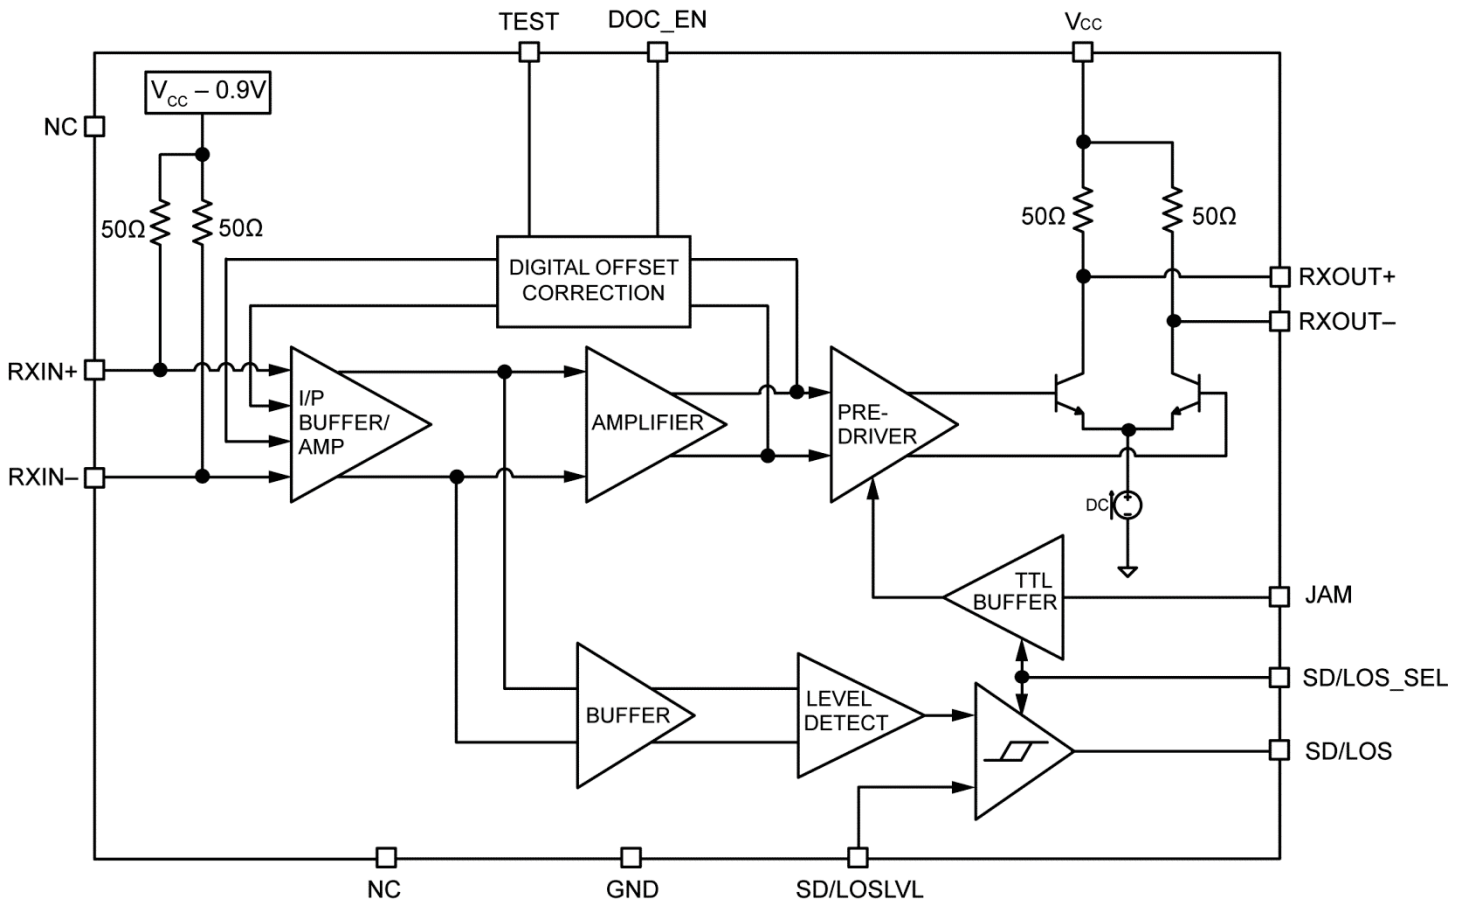 TEST
DOC_EN
VCC
VCC – 0.9V
NC
50Ω
50Ω
50Ω
50Ω
DIGITAL OFFSET
CORRECTION
RXOUT+
RXOUT–
RXIN+
I/P
BUFFER/
AMP
AMPLIFIER
PRE-
DRIVER
RXIN–
DC
+
–
TTL
BUFFER
JAM
SD/LOS_SEL
BUFFER
LEVEL
DETECT
SD/LOS
NC
GND
SD/LOSLVL